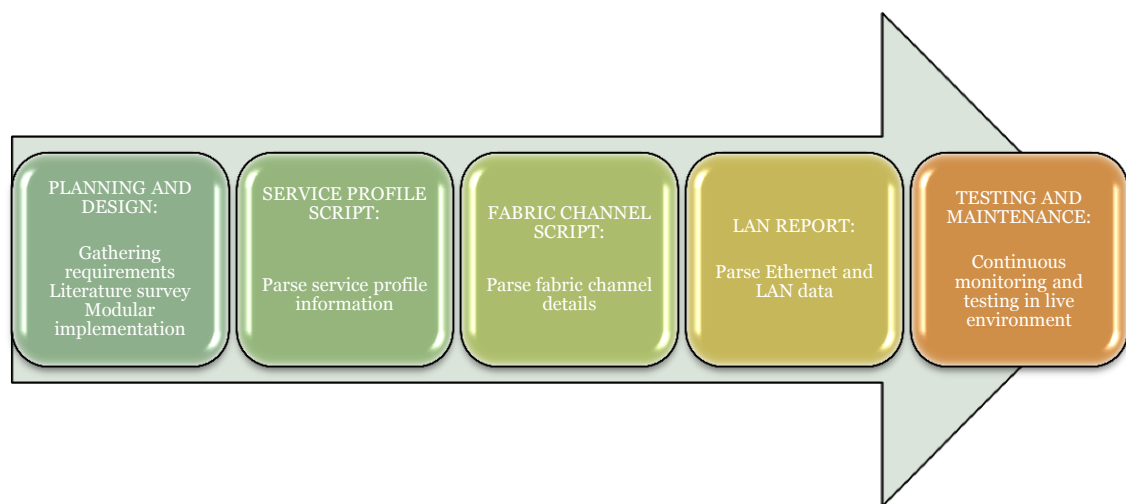 PLANNING AND
DESIGN:
Gathering
requirements
Literature survey
Modular
implementation
SERVICE PROFILE
SCRIPT:
Parse service profile
information
FABRIC CHANNEL
SCRIPT:
Parse fabric channel
details
LAN REPORT:
Parse Ethernet and
LAN data
TESTING AND
MAINTENANCE:
Continuous
monitoring and
testing in live
environment